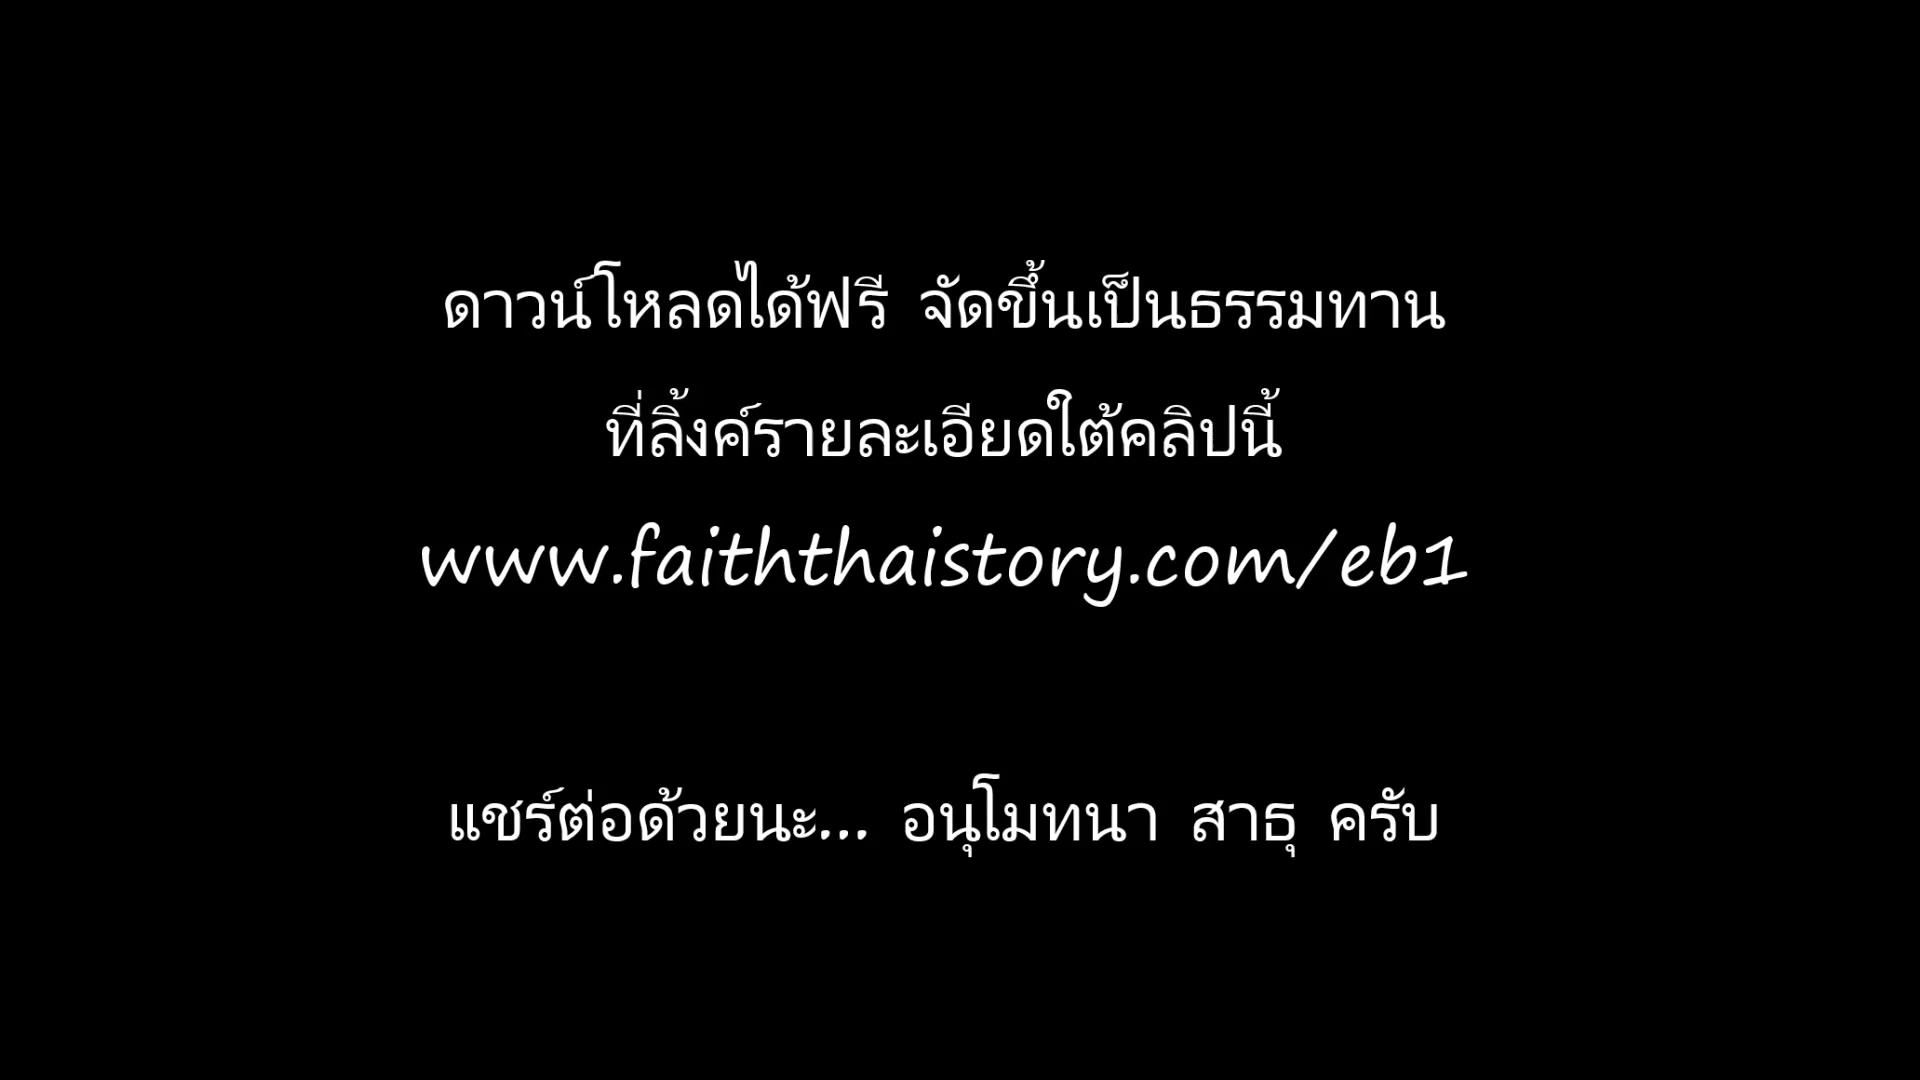 ดาวน์โหลดได้ฟรี จัดขึ้นเป็นธรรมทาน
ที่ลิ้งค์รายละเอียดใต้คลิปนี้
www.faiththaistory.com/eb1
แชร์ต่อด้วยนะ... อนุโมทนา สาธุ ครับ